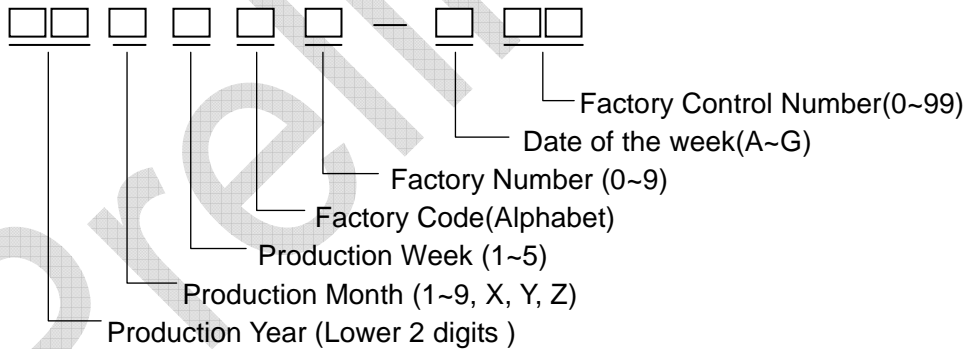 Factory Control Number(0~99)
Date of the week(A~G)
Factory Number (0~9)
Factory Code(Alphabet)
Production Week (1~5)
Production Month (1~9, X, Y, Z)
Production Year (Lower 2 digits )